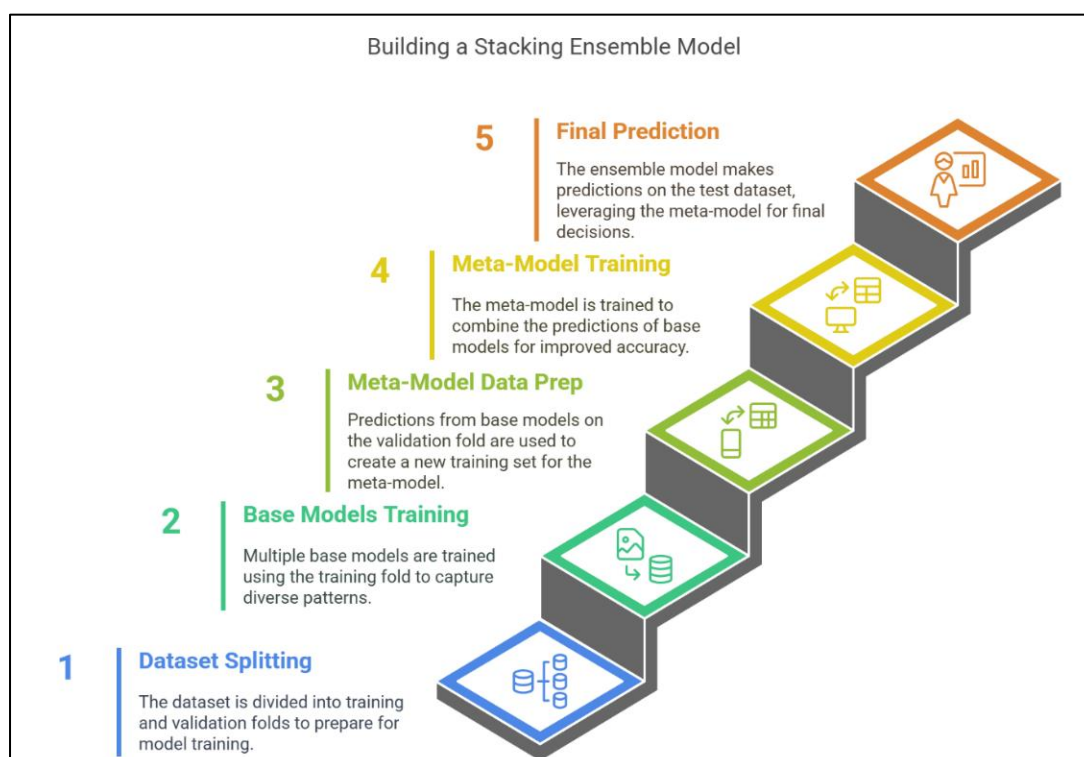 Building a Stacking Ensemble Model
5
Final Prediction
The ensemble model makes
predictions on the test dataset,
leveraging the meta-model for final
decisions.
4
Meta-Model Training
The meta-model is trained to
combine the predictions of base
models for improved accuracy.
3
Meta-Model Data Prep
Predictions from base models on
the validation fold are used to
create a new training set for the
meta-model.
2
Base Models Training
Multiple base models are trained
using the training fold to capture
diverse patterns.
1
Dataset Splitting
The dataset is divided into training
and validation folds to prepare for
model training.